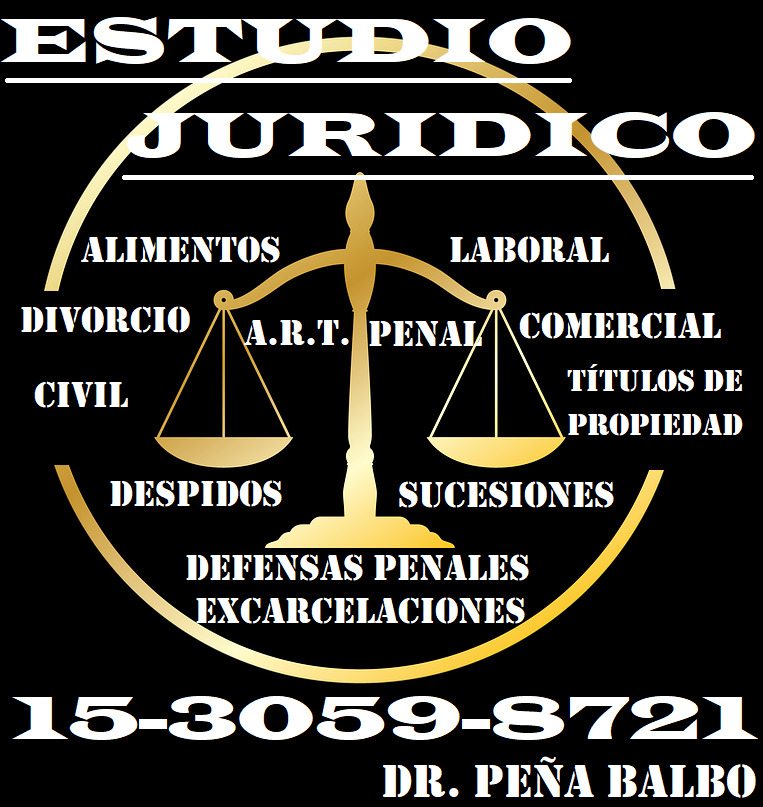 ESTUDIO
JURIDICO
ALIMENTOS
LABORAL
DIVORCIO
A.R.T.
PENAL
COMERCIAL
CIVIL
TÍTULOS DE
PROPIEDAD
DESPIDOS
SUCESIONES
DEFENSAS PENALES
EXCARCELACIONES
15-3059-8721
DR. PEÑA BALBO